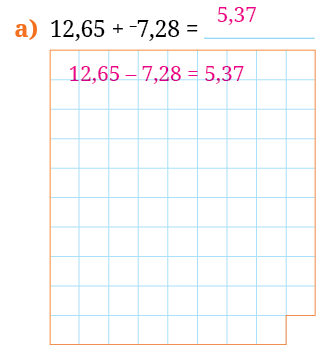 a) 12,65 + ⁻7,28 = 5,37
12,65 – 7,28 = 5,37